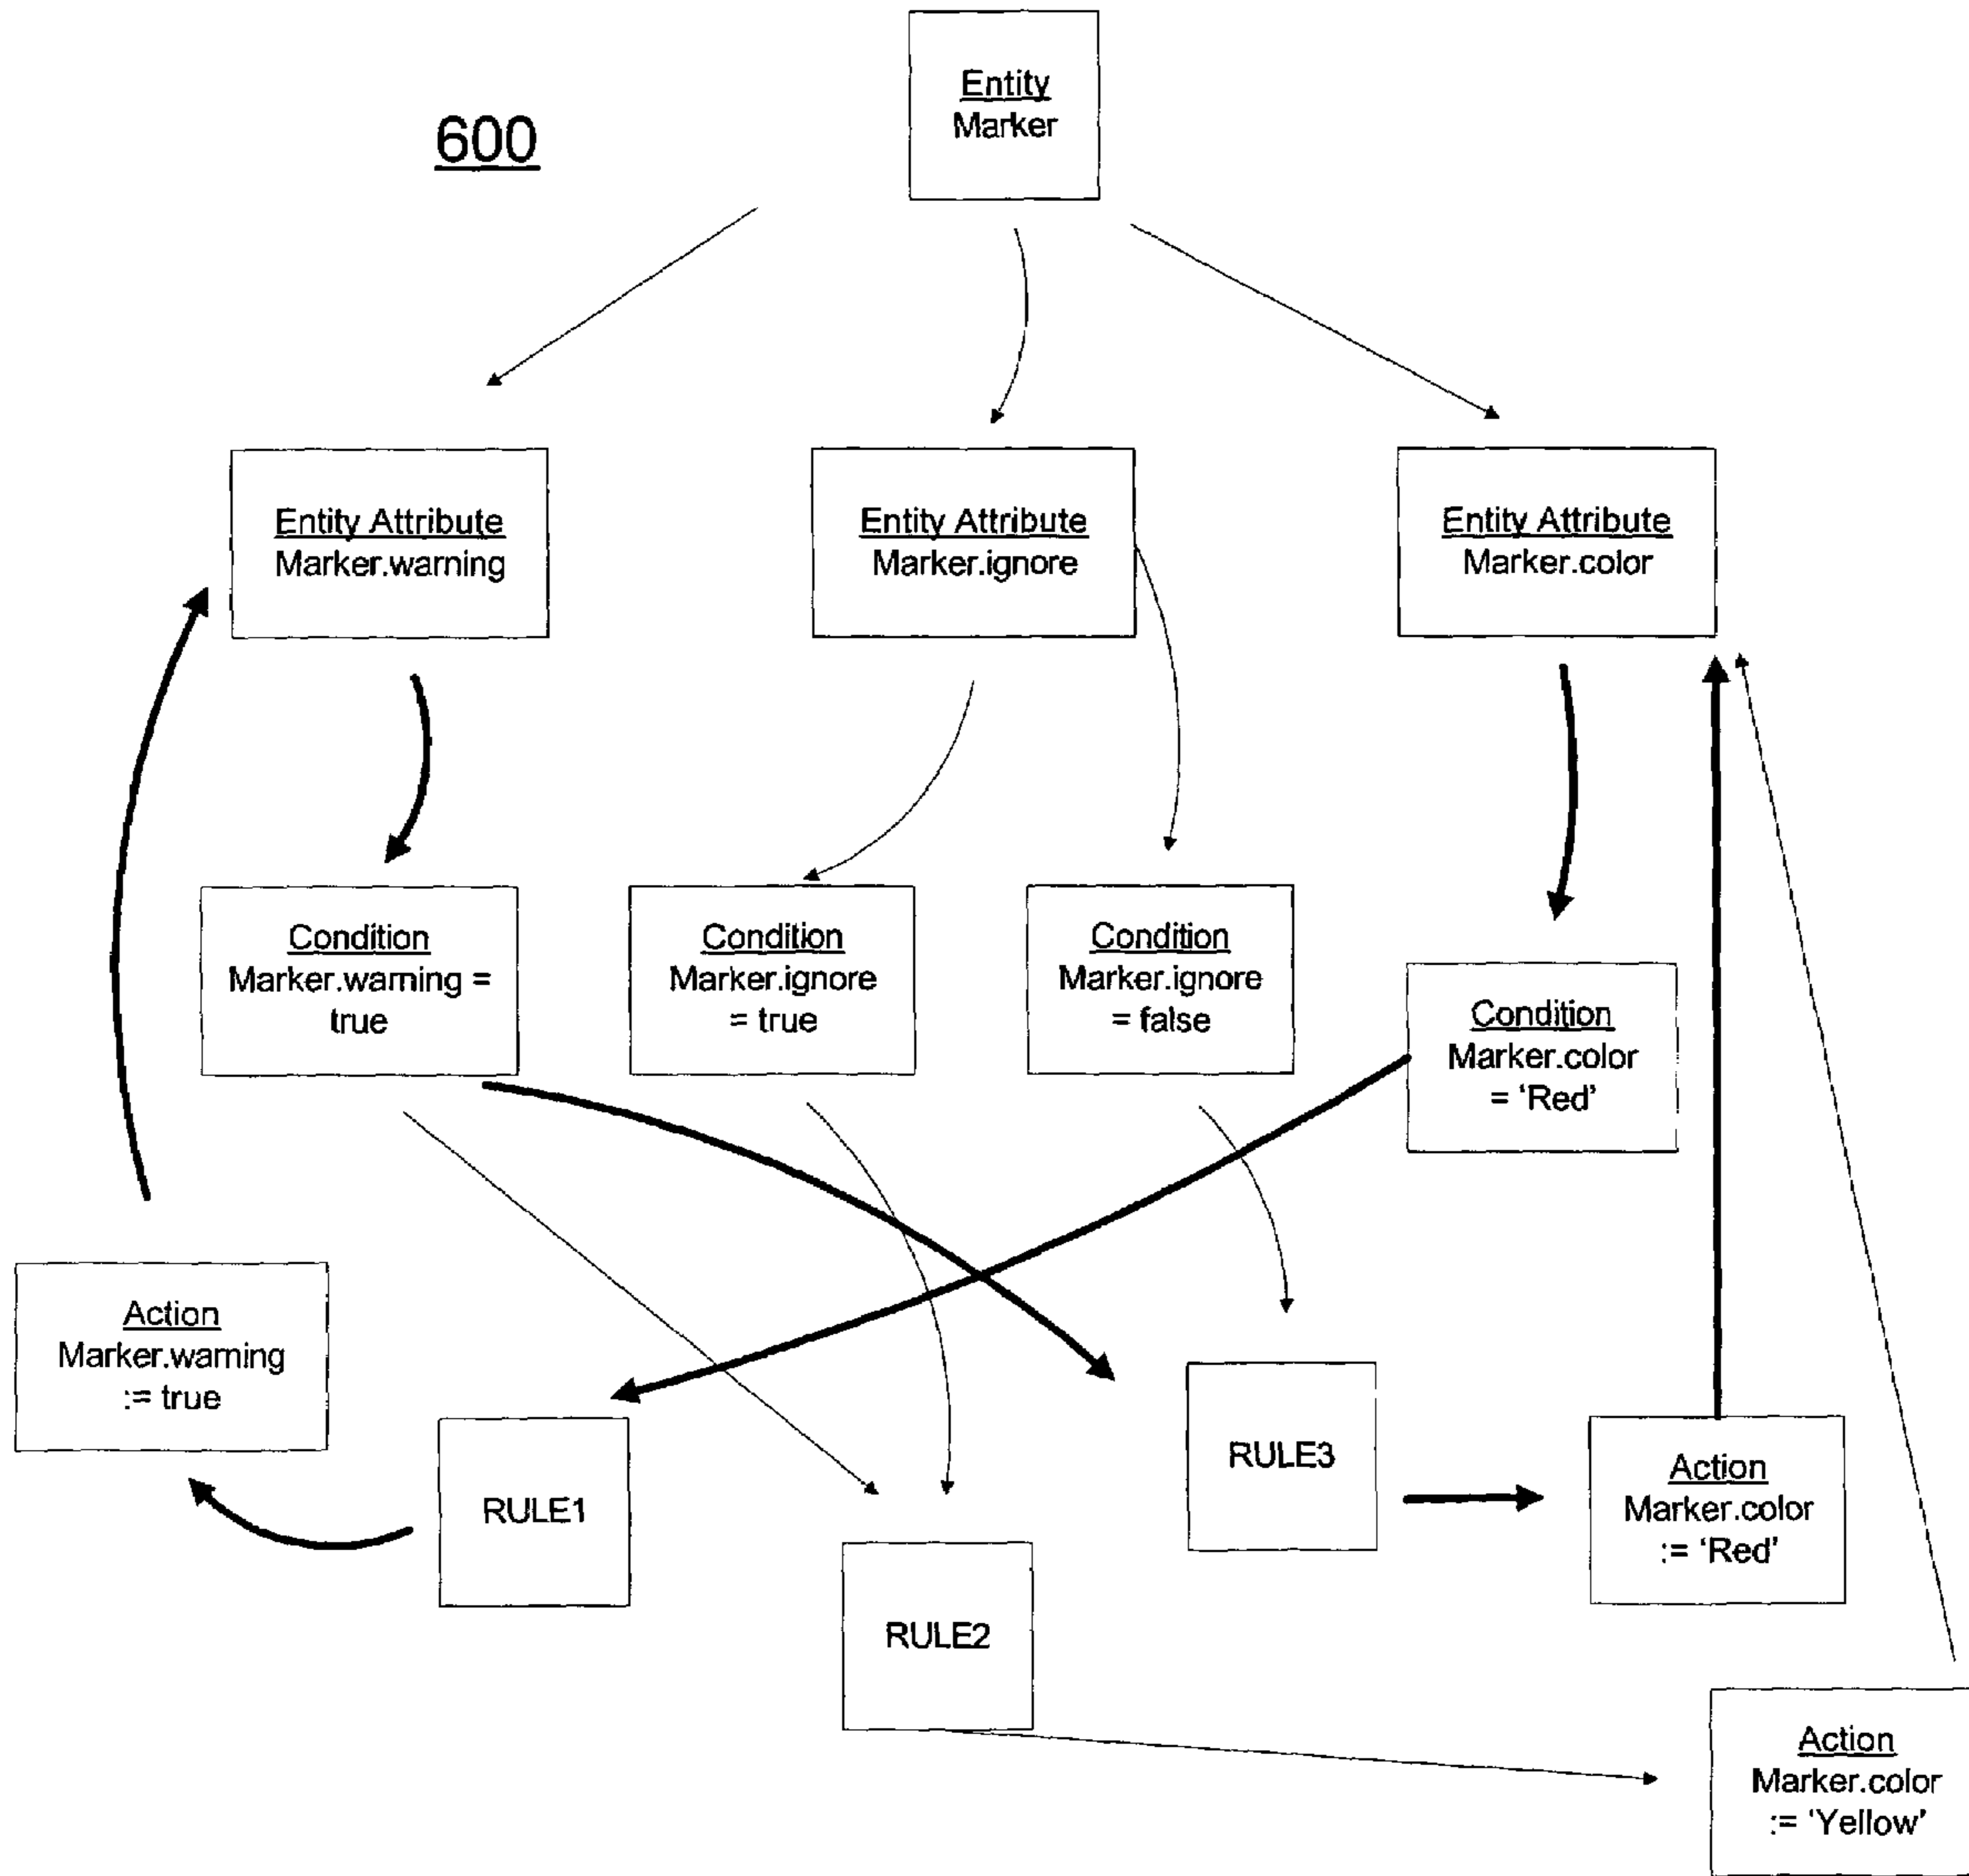 Entity
Marker
600
Entity Attribute
Marker.warning
Entity Attribute
Marker.ignore
Entity Attribute
Marker.color
Condition
Marker.warning =
true
Condition
Marker.ignore
= true
Condition
Marker.ignore
= false
Condition
Marker.color
= ‘Red’
Action
Marker.warning
:= true
RULE1
RULE2
RULE3
Action
Marker.color
:= ‘Red’
Action
Marker.color
:= ‘Yellow’